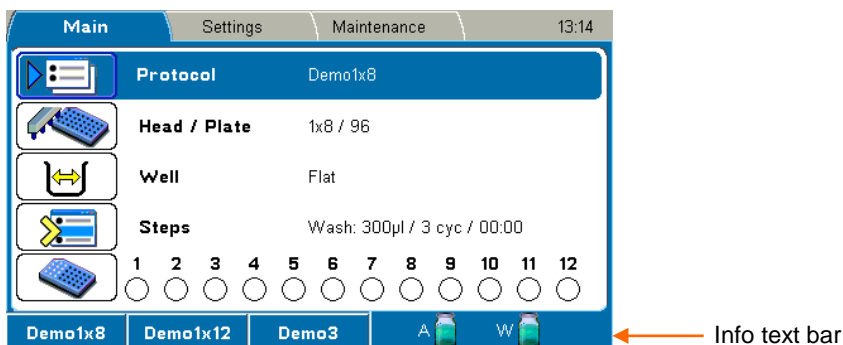 Main Settings Maintenance 13:14
Protocol Demo1x8
Head / Plate 1x8 / 96
Well Flat
Steps Wash: 300µl / 3 cyc / 00:00
1 2 3 4 5 6 7 8 9 10 11 12
Demo1x8 Demo1x12 Demo3 A W Info text bar